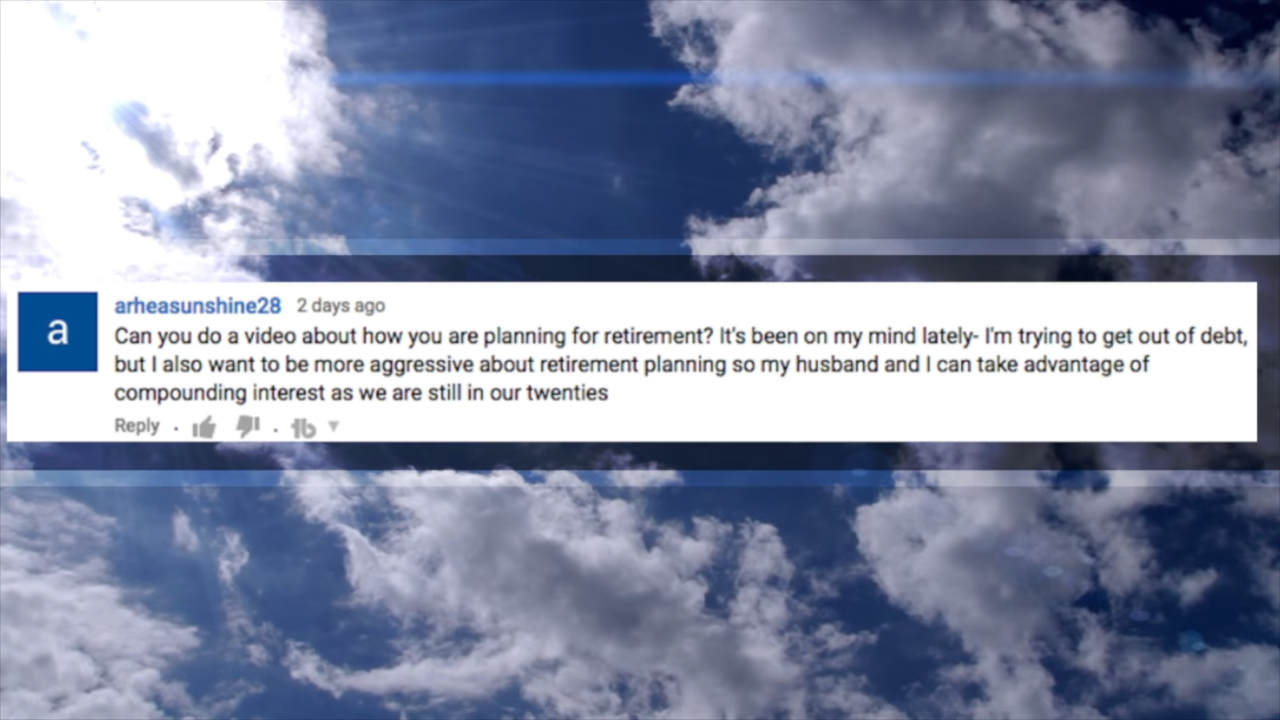 a
arheasunshine28 2 days ago
Can you do a video about how you are planning for retirement? It's been on my mind lately- I'm trying to get out of debt,
but I also want to be more aggressive about retirement planning so my husband and I can take advantage of
compounding interest as we are still in our twenties
Reply